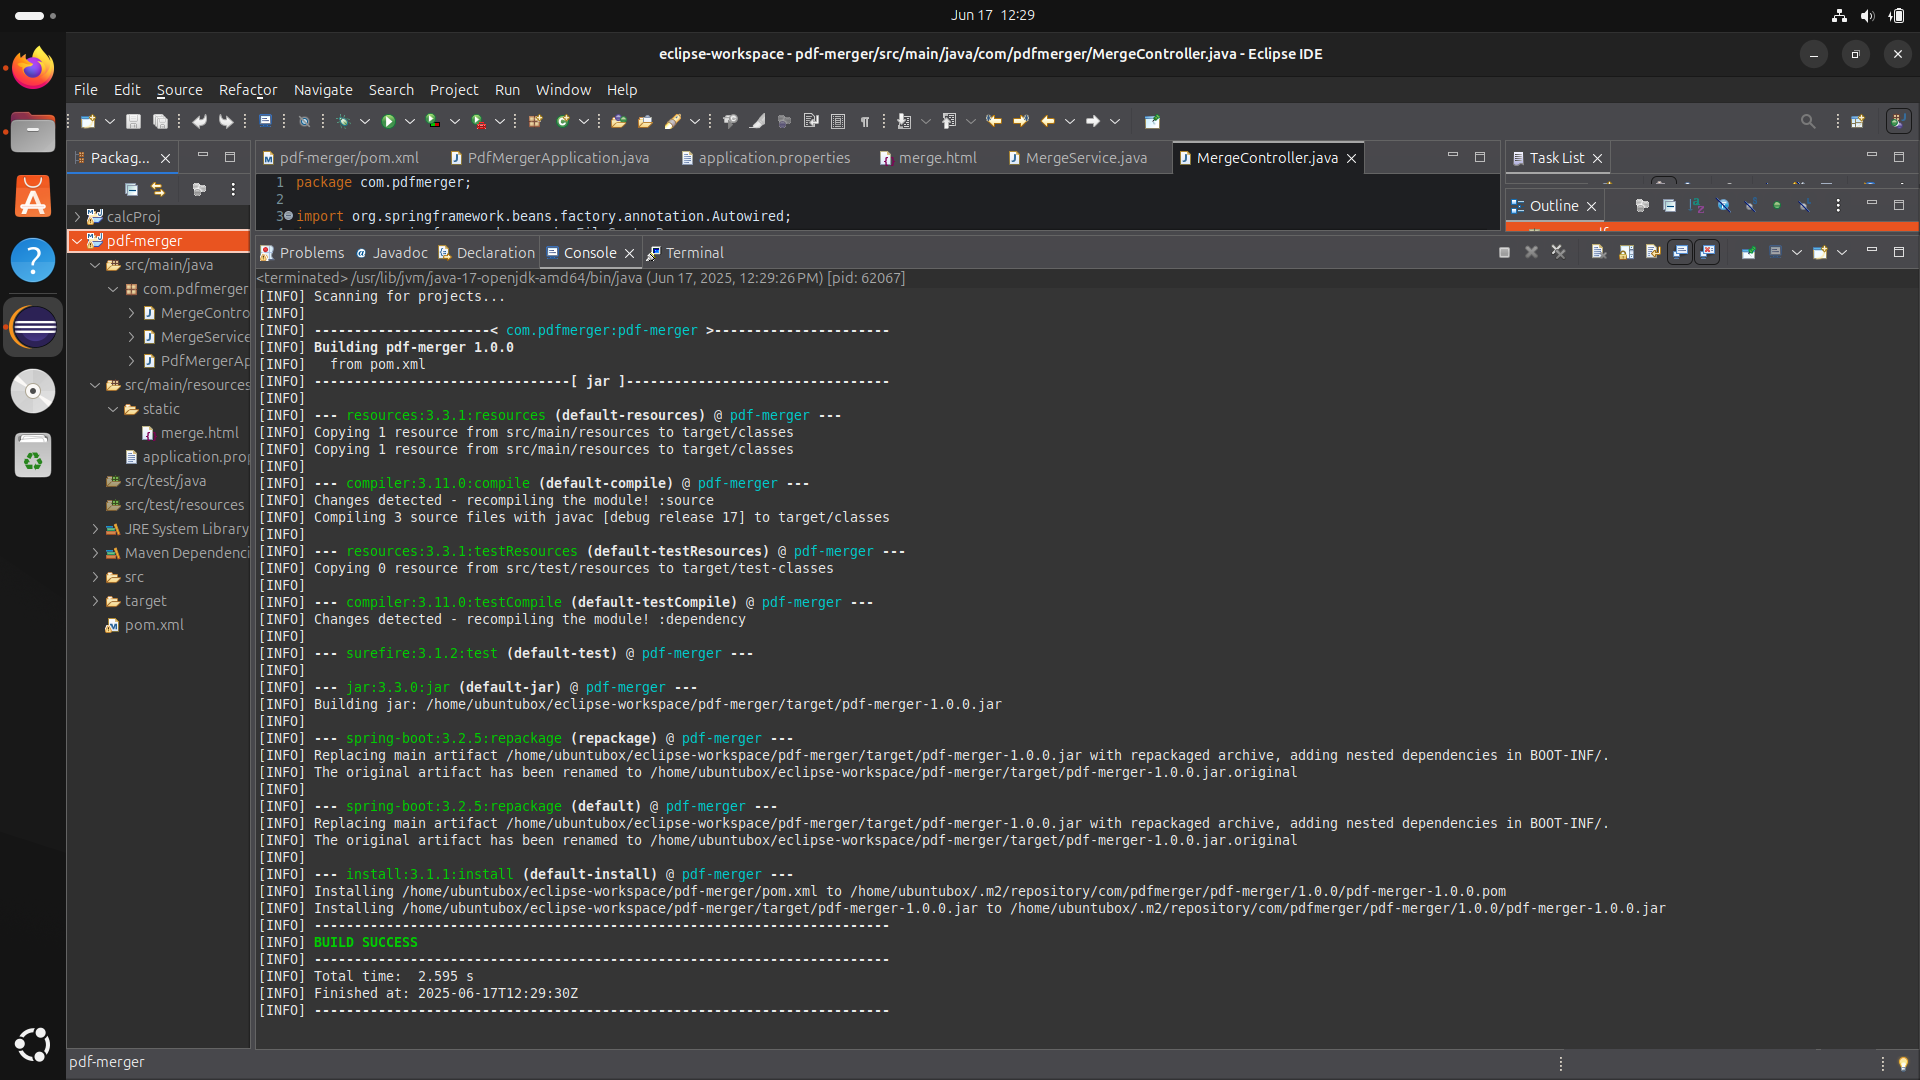 Jun 17 12:29
eclipse-workspace - pdf-merger/src/main/java/com/pdfmerger/MergeController.java - Eclipse IDE
File Edit Source Refactor Navigate Search Project Run Window Help
Packag...
pdf-merger/pom.xml PdfMergerApplication.java application.properties merge.html MergeService.java MergeController.java
Task List
1 package com.pdfmerger;
2
3 import org.springframework.beans.factory.annotation.Autowired;
Outline
calcProj
pdf-merger
src/main/java
com.pdfmerger
MergeContro
MergeService
PdfMergerAp
src/main/resources
static
merge.html
application.prop
src/test/java
src/test/resources
JRE System Library
Maven Dependenci
src
target
pom.xml
Problems Javadoc Declaration Console Terminal
<terminated> /usr/lib/jvm/java-17-openjdk-amd64/bin/java (Jun 17, 2025, 12:29:26 PM) [pid: 62067]
[INFO] Scanning for projects...
[INFO]
[INFO] ----------------------< com.pdfmerger:pdf-merger >----------------------
[INFO] Building pdf-merger 1.0.0
[INFO]   from pom.xml
[INFO] --------------------------------[ jar ]---------------------------------
[INFO]
[INFO] --- resources:3.3.1:resources (default-resources) @ pdf-merger ---
[INFO] Copying 1 resource from src/main/resources to target/classes
[INFO] Copying 1 resource from src/main/resources to target/classes
[INFO]
[INFO] --- compiler:3.11.0:compile (default-compile) @ pdf-merger ---
[INFO] Changes detected - recompiling the module! :source
[INFO] Compiling 3 source files with javac [debug release 17] to target/classes
[INFO]
[INFO] --- resources:3.3.1:testResources (default-testResources) @ pdf-merger ---
[INFO] Copying 0 resource from src/test/resources to target/test-classes
[INFO]
[INFO] --- compiler:3.11.0:testCompile (default-testCompile) @ pdf-merger ---
[INFO] Changes detected - recompiling the module! :dependency
[INFO]
[INFO] --- surefire:3.1.2:test (default-test) @ pdf-merger ---
[INFO]
[INFO] --- jar:3.3.0:jar (default-jar) @ pdf-merger ---
[INFO] Building jar: /home/ubuntubox/eclipse-workspace/pdf-merger/target/pdf-merger-1.0.0.jar
[INFO]
[INFO] --- spring-boot:3.2.5:repackage (repackage) @ pdf-merger ---
[INFO] Replacing main artifact /home/ubuntubox/eclipse-workspace/pdf-merger/target/pdf-merger-1.0.0.jar with repackaged archive, adding nested dependencies in BOOT-INF/.
[INFO] The original artifact has been renamed to /home/ubuntubox/eclipse-workspace/pdf-merger/target/pdf-merger-1.0.0.jar.original
[INFO]
[INFO] --- spring-boot:3.2.5:repackage (default) @ pdf-merger ---
[INFO] Replacing main artifact /home/ubuntubox/eclipse-workspace/pdf-merger/target/pdf-merger-1.0.0.jar with repackaged archive, adding nested dependencies in BOOT-INF/.
[INFO] The original artifact has been renamed to /home/ubuntubox/eclipse-workspace/pdf-merger/target/pdf-merger-1.0.0.jar.original
[INFO]
[INFO] --- install:3.1.1:install (default-install) @ pdf-merger ---
[INFO] Installing /home/ubuntubox/eclipse-workspace/pdf-merger/pom.xml to /home/ubuntubox/.m2/repository/com/pdfmerger/pdf-merger/1.0.0/pdf-merger-1.0.0.pom
[INFO] Installing /home/ubuntubox/eclipse-workspace/pdf-merger/target/pdf-merger-1.0.0.jar to /home/ubuntubox/.m2/repository/com/pdfmerger/pdf-merger/1.0.0/pdf-merger-1.0.0.jar
[INFO] ------------------------------------------------------------------------
[INFO] BUILD SUCCESS
[INFO] ------------------------------------------------------------------------
[INFO] Total time:  2.595 s
[INFO] Finished at: 2025-06-17T12:29:30Z
[INFO] ------------------------------------------------------------------------
pdf-merger